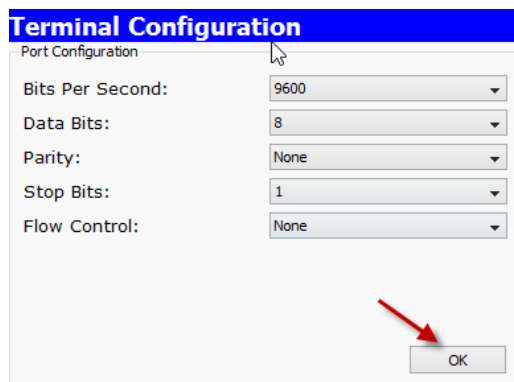 Terminal Configuration
Port Configuration
Bits Per Second: 9600
Data Bits: 8
Parity: None
Stop Bits: 1
Flow Control: None
OK